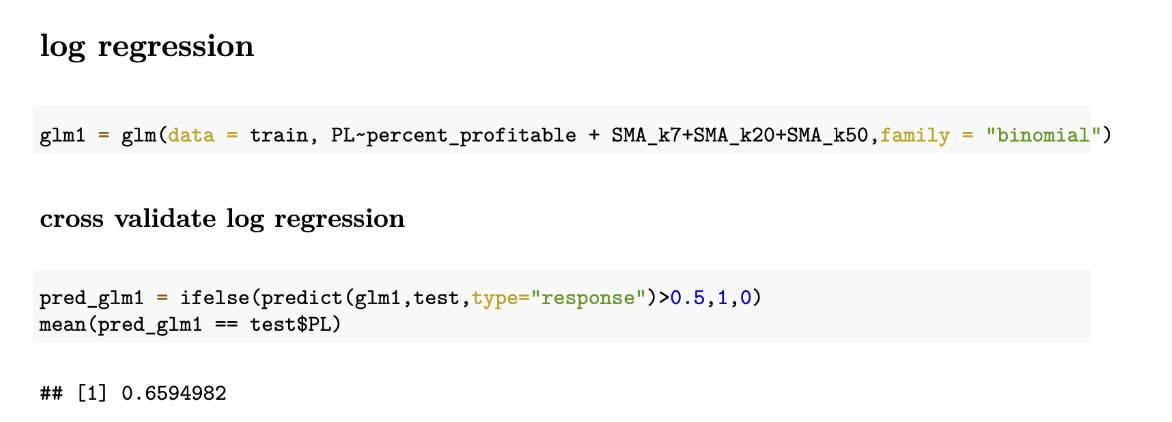 log regression
glm1 = glm(data = train, PL~percent_profitable + SMA_k7+SMA_k20+SMA_k50,family = "binomial")
cross validate log regression
pred_glm1 = ifelse(predict(glm1,test,type="response")>0.5,1,0)
mean(pred_glm1 == test$PL)
## [1] 0.6594982